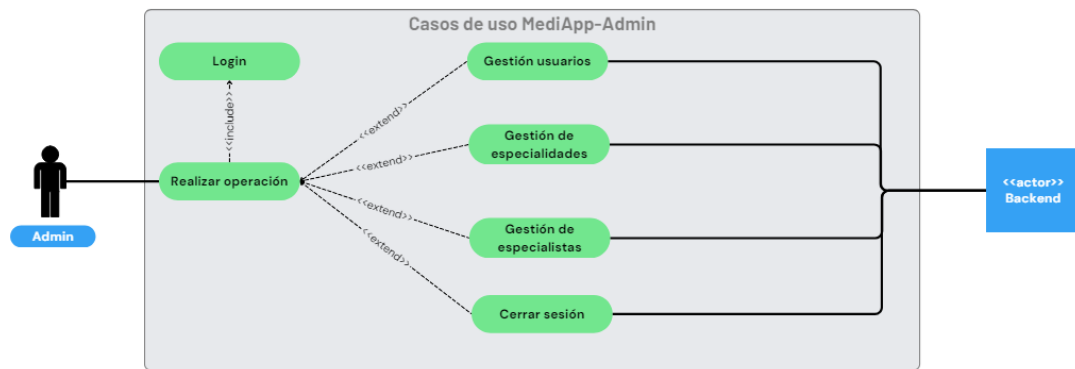 Casos de uso MediApp-Admin
Login
Gestión usuarios
<<include>>
<<extend>>
Gestión de
especialidades
<<extend>>
Realizar operación
<<actor>>
Backend
Admin
<<extend>>
Gestión de
especialistas
<<extend>>
Cerrar sesión